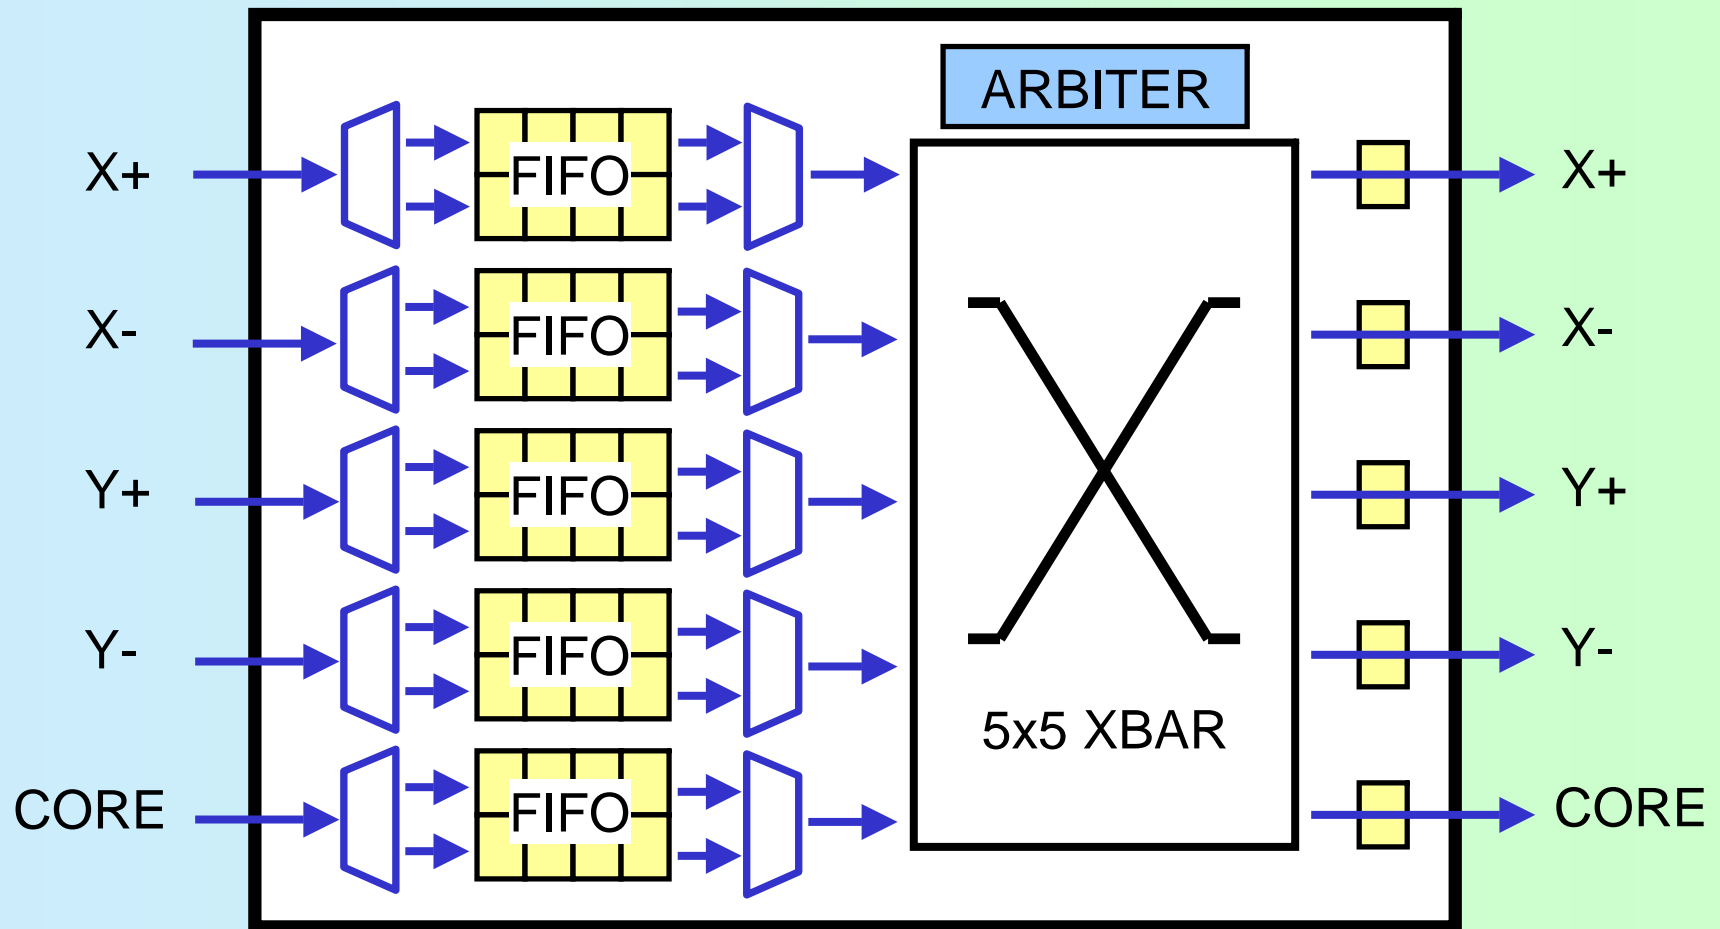 ARBITER
X+
FIFO
X+
X-
FIFO
X-
Y+
FIFO
Y+
Y-
FIFO
Y-
5x5 XBAR
CORE
FIFO
CORE